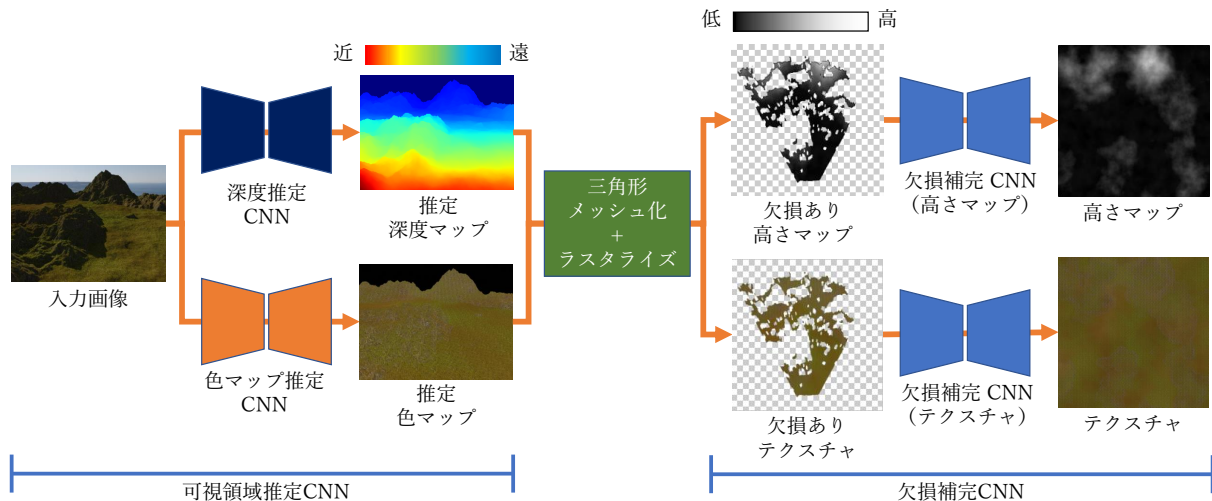 近
遠
低
高
入力画像
深度推定
CNN
推定
深度マップ
色マップ推定
CNN
推定
色マップ
三角形
メッシュ化
+
ラスタライズ
欠損あり
高さマップ
欠損補完 CNN
（高さマップ）
高さマップ
欠損あり
テクスチャ
欠損補完 CNN
（テクスチャ）
テクスチャ
可視領域推定CNN
欠損補完CNN